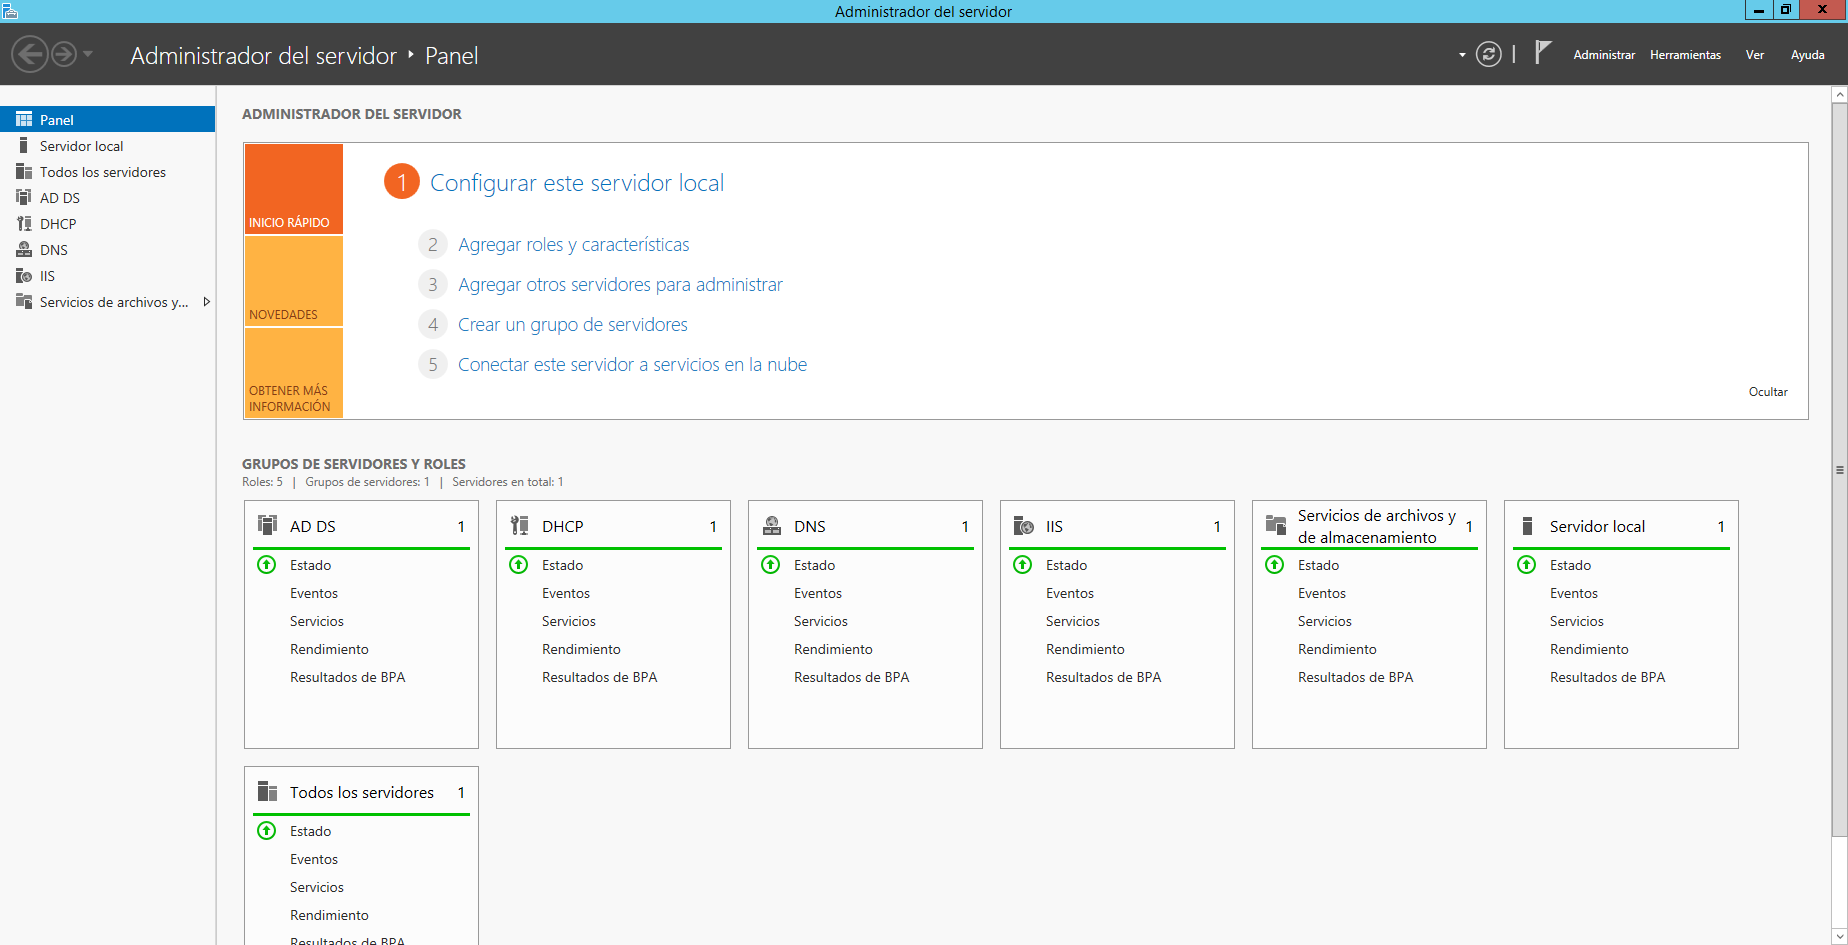 Administrador del servidor
Administrador del servidor ‣ Panel
Administrar Herramientas Ver Ayuda
Panel
Servidor local
Todos los servidores
AD DS
DHCP
DNS
IIS
Servicios de archivos y...
ADMINISTRADOR DEL SERVIDOR
INICIO RÁPIDO
NOVEDADES
OBTENER MÁS
INFORMACIÓN
1 Configurar este servidor local
2 Agregar roles y características
3 Agregar otros servidores para administrar
4 Crear un grupo de servidores
5 Conectar este servidor a servicios en la nube
Ocultar
GRUPOS DE SERVIDORES Y ROLES
Roles: 5 | Grupos de servidores: 1 | Servidores en total: 1
AD DS 1
Estado
Eventos
Servicios
Rendimiento
Resultados de BPA
DHCP 1
Estado
Eventos
Servicios
Rendimiento
Resultados de BPA
DNS 1
Estado
Eventos
Servicios
Rendimiento
Resultados de BPA
IIS 1
Estado
Eventos
Servicios
Rendimiento
Resultados de BPA
Servicios de archivos y
de almacenamiento 1
Estado
Eventos
Servicios
Rendimiento
Resultados de BPA
Servidor local 1
Estado
Eventos
Servicios
Rendimiento
Resultados de BPA
Todos los servidores 1
Estado
Eventos
Servicios
Rendimiento
Resultados de BPA